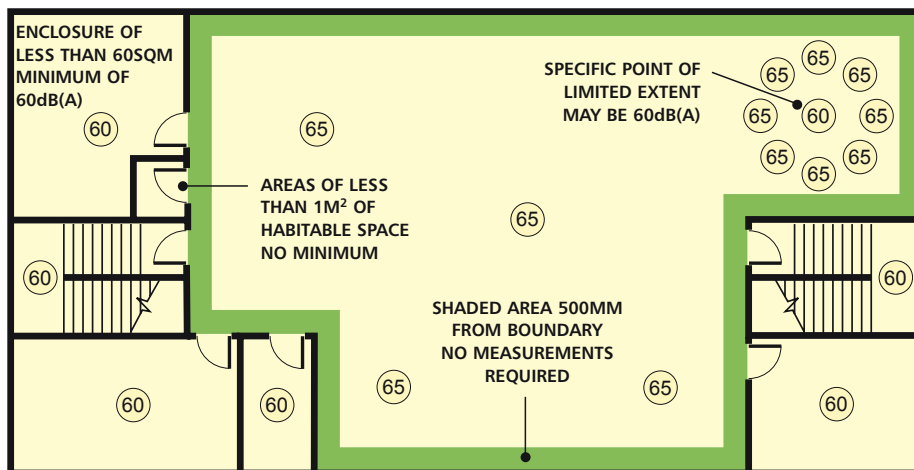 ENCLOSURE OF
LESS THAN 60SQM
MINIMUM OF
60dB(A)
60
65
SPECIFIC POINT OF
LIMITED EXTENT
MAY BE 60dB(A)
65
65
65
65
60
65
65
65
65
AREAS OF LESS
THAN 1M² OF
HABITABLE SPACE
NO MINIMUM
65
60
60
SHADED AREA 500MM
FROM BOUNDARY
NO MEASUREMENTS
REQUIRED
60
60
65
65
60